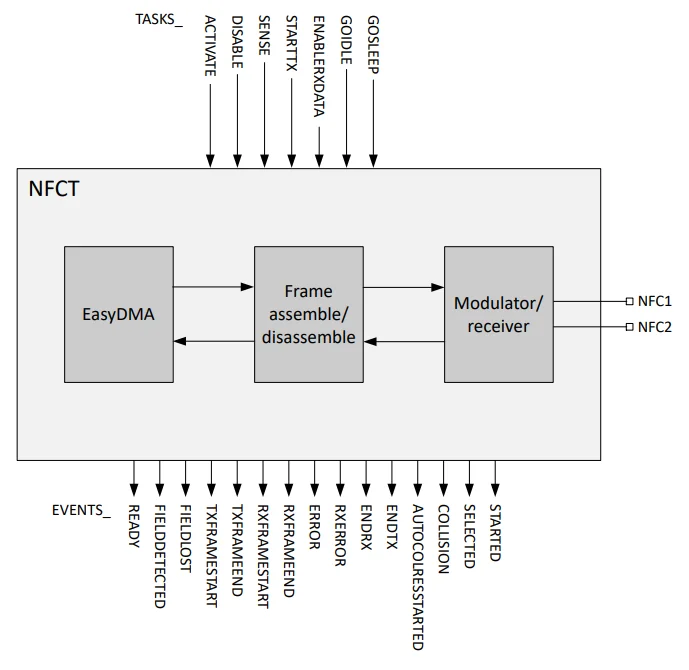 TASKS_
ACTIVATE
DISABLE
SENSE
STARTTX
ENABLERXDATA
GOIDLE
GOSLEEP
NFCT
EasyDMA
Frame
assemble/
disassemble
Modulator/
receiver
NFC1
NFC2
EVENTS_
READY
FIELDDETECTED
FIELDLOST
TXFRAMESTART
TXFRAMEEND
RXFRAMESTART
RXFRAMEEND
ERROR
RXERROR
ENDRX
ENDTX
AUTOCOLRESSTARTED
COLLISION
SELECTED
STARTED